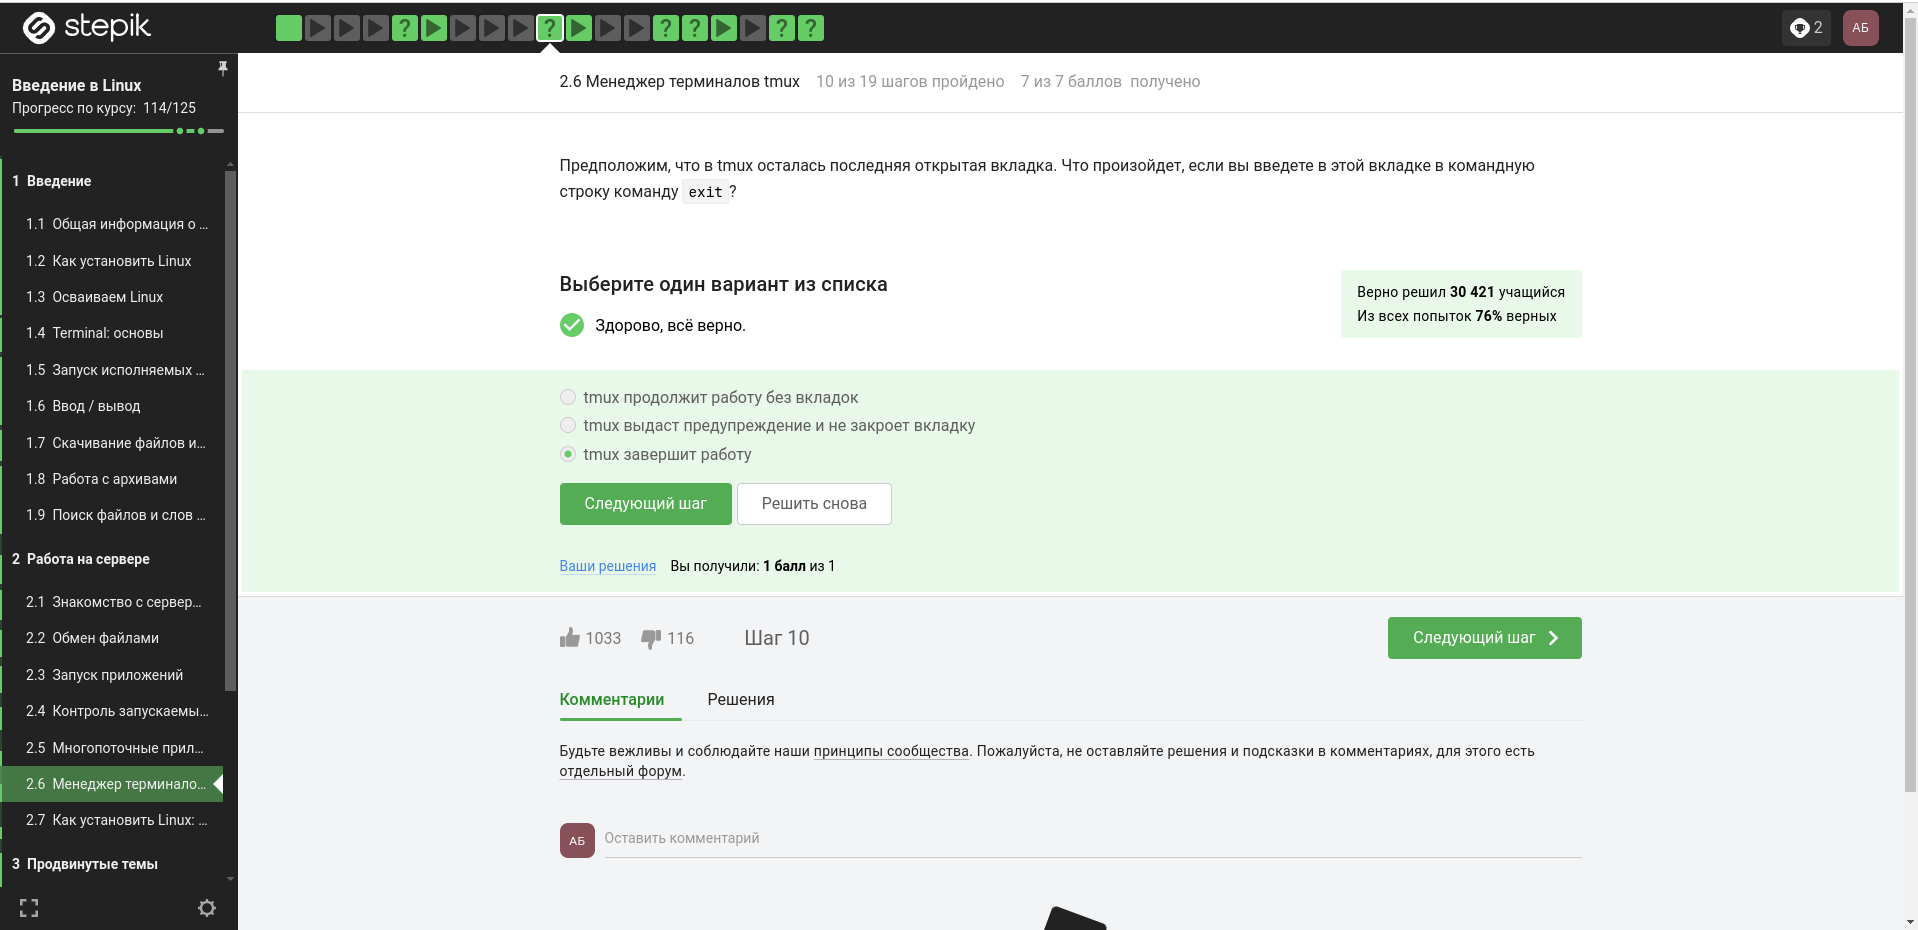 stepik
? ? ? ? ? ? ?
2
АБ
Введение в Linux
Прогресс по курсу: 114/125
1 Введение
1.1 Общая информация о ...
1.2 Как установить Linux
1.3 Осваиваем Linux
1.4 Terminal: основы
1.5 Запуск исполняемых ...
1.6 Ввод / вывод
1.7 Скачивание файлов и...
1.8 Работа с архивами
1.9 Поиск файлов и слов ...
2 Работа на сервере
2.1 Знакомство с сервер...
2.2 Обмен файлами
2.3 Запуск приложений
2.4 Контроль запускаемы...
2.5 Многопоточные прил...
2.6 Менеджер терминало...
2.7 Как установить Linux: ...
3 Продвинутые темы
2.6 Менеджер терминалов tmux 10 из 19 шагов пройдено 7 из 7 баллов получено
Предположим, что в tmux осталась последняя открытая вкладка. Что произойдет, если вы введете в этой вкладке в командную
строку команду exit ?
Выберите один вариант из списка
Здорово, всё верно.
Верно решил 30 421 учащийся
Из всех попыток 76% верных
tmux продолжит работу без вкладок
tmux выдаст предупреждение и не закроет вкладку
tmux завершит работу
Следующий шаг
Решить снова
Ваши решения Вы получили: 1 балл из 1
1033 116 Шаг 10
Следующий шаг
Комментарии Решения
Будьте вежливы и соблюдайте наши принципы сообщества. Пожалуйста, не оставляйте решения и подсказки в комментариях, для этого есть
отдельный форум.
АБ
Оставить комментарий